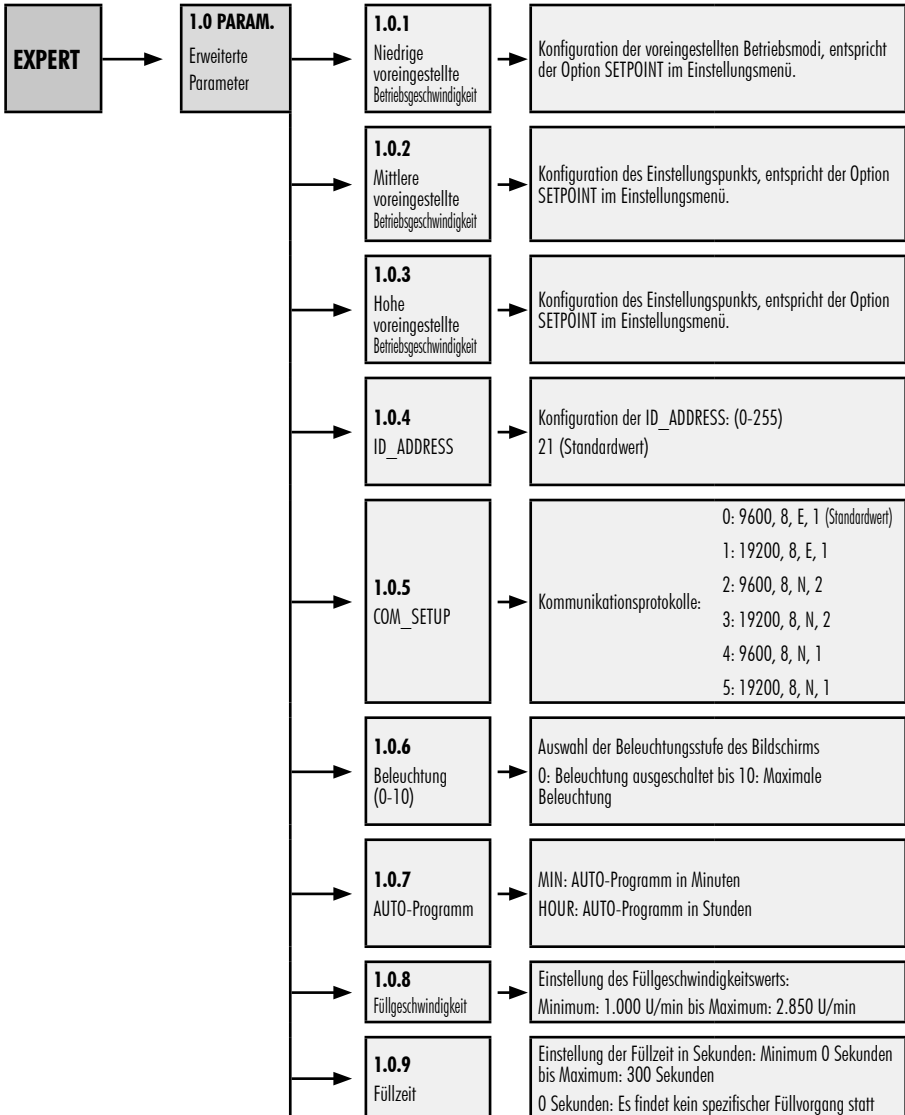 EXPERT
1.0 PARAM.
Erweiterte
Parameter
1.0.1
Niedrige
voreingestellte
Betriebsgeschwindigkeit
Konfiguration der voreingestellten Betriebsmodi, entspricht
der Option SETPOINT im Einstellungsmenü.
1.0.2
Mittlere
voreingestellte
Betriebsgeschwindigkeit
Konfiguration des Einstellungspunkts, entspricht der Option
SETPOINT im Einstellungsmenü.
1.0.3
Hohe
voreingestellte
Betriebsgeschwindigkeit
Konfiguration des Einstellungspunkts, entspricht der Option
SETPOINT im Einstellungsmenü.
1.0.4
ID_ADDRESS
Konfiguration der ID_ADDRESS: (0-255)
21 (Standardwert)
1.0.5
COM_SETUP
Kommunikationsprotokolle:
0: 9600, 8, E, 1 (Standardwert)
1: 19200, 8, E, 1
2: 9600, 8, N, 2
3: 19200, 8, N, 2
4: 9600, 8, N, 1
5: 19200, 8, N, 1
1.0.6
Beleuchtung
(0-10)
Auswahl der Beleuchtungsstufe des Bildschirms
0: Beleuchtung ausgeschaltet bis 10: Maximale
Beleuchtung
1.0.7
AUTO-Programm
MIN: AUTO-Programm in Minuten
HOUR: AUTO-Programm in Stunden
1.0.8
Füllgeschwindigkeit
Einstellung des Füllgeschwindigkeitswerts:
Minimum: 1.000 U/min bis Maximum: 2.850 U/min
1.0.9
Füllzeit
Einstellung der Füllzeit in Sekunden: Minimum 0 Sekunden
bis Maximum: 300 Sekunden
0 Sekunden: Es findet kein spezifischer Füllvorgang statt